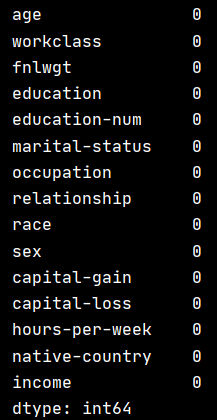 age 0
workclass 0
fnlwgt 0
education 0
education-num 0
marital-status 0
occupation 0
relationship 0
race 0
sex 0
capital-gain 0
capital-loss 0
hours-per-week 0
native-country 0
income 0
dtype: int64